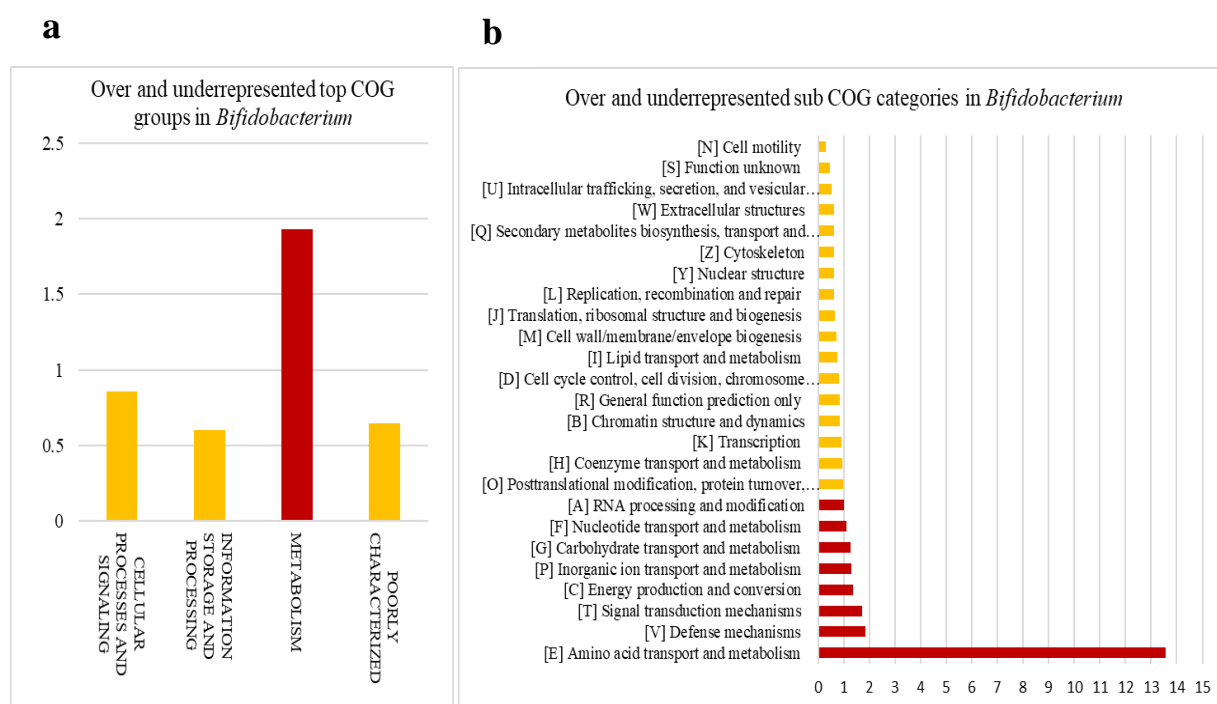 a
Over and underrepresented top COG
groups in Bifidobacterium
2.5
2
1.5
1
0.5
0
CELLULAR
PROCESSES AND
SIGNALING
INFORMATION
STORAGE AND
PROCESSING
METABOLISM
POORLY
CHARACTERIZED
b
Over and underrepresented sub COG categories in Bifidobacterium
[N] Cell motility
[S] Function unknown
[U] Intracellular trafficking, secretion, and vesicular…
[W] Extracellular structures
[Q] Secondary metabolites biosynthesis, transport and…
[Z] Cytoskeleton
[Y] Nuclear structure
[L] Replication, recombination and repair
[J] Translation, ribosomal structure and biogenesis
[M] Cell wall/membrane/envelope biogenesis
[I] Lipid transport and metabolism
[D] Cell cycle control, cell division, chromosome…
[R] General function prediction only
[B] Chromatin structure and dynamics
[K] Transcription
[H] Coenzyme transport and metabolism
[O] Posttranslational modification, protein turnover,…
[A] RNA processing and modification
[F] Nucleotide transport and metabolism
[G] Carbohydrate transport and metabolism
[P] Inorganic ion transport and metabolism
[C] Energy production and conversion
[T] Signal transduction mechanisms
[V] Defense mechanisms
[E] Amino acid transport and metabolism
0 1 2 3 4 5 6 7 8 9 10 11 12 13 14 15